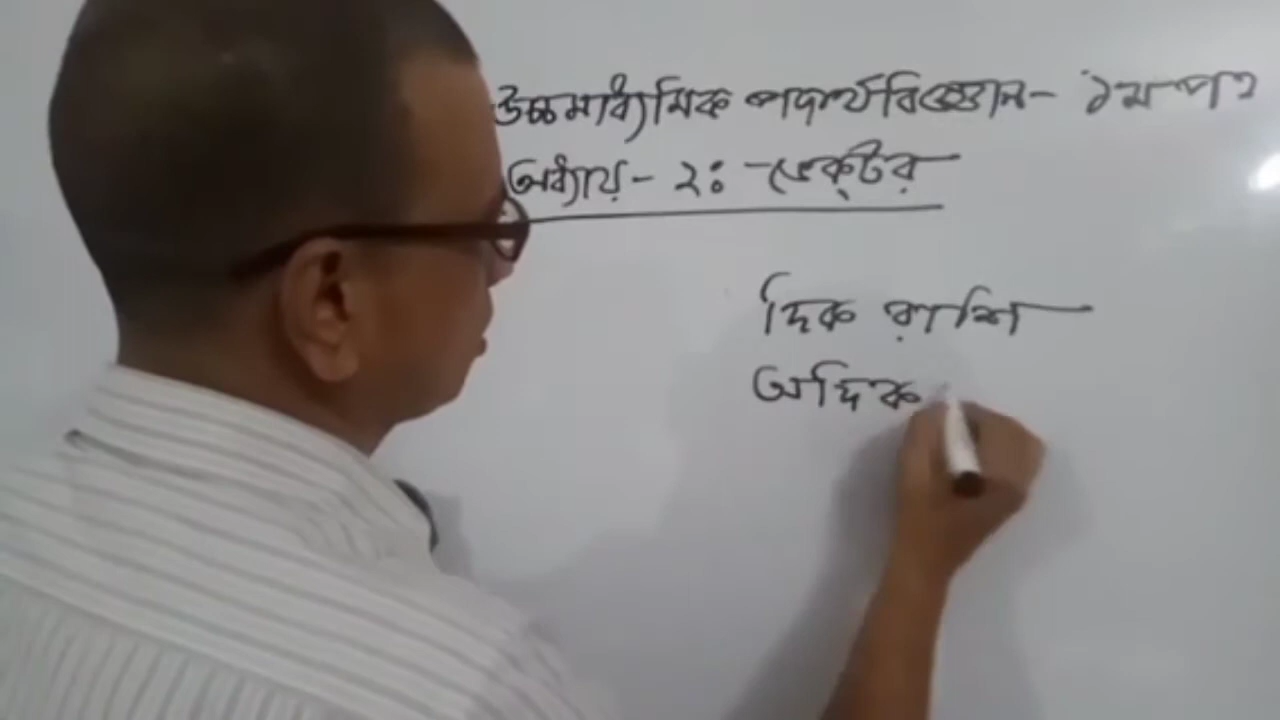 উচ্চমাধ্যমিক পদার্থবিজ্ঞান- ১ম পত্র
অধ্যায়- ২ঃ ভেক্টর
দিক রাশি
অদিক